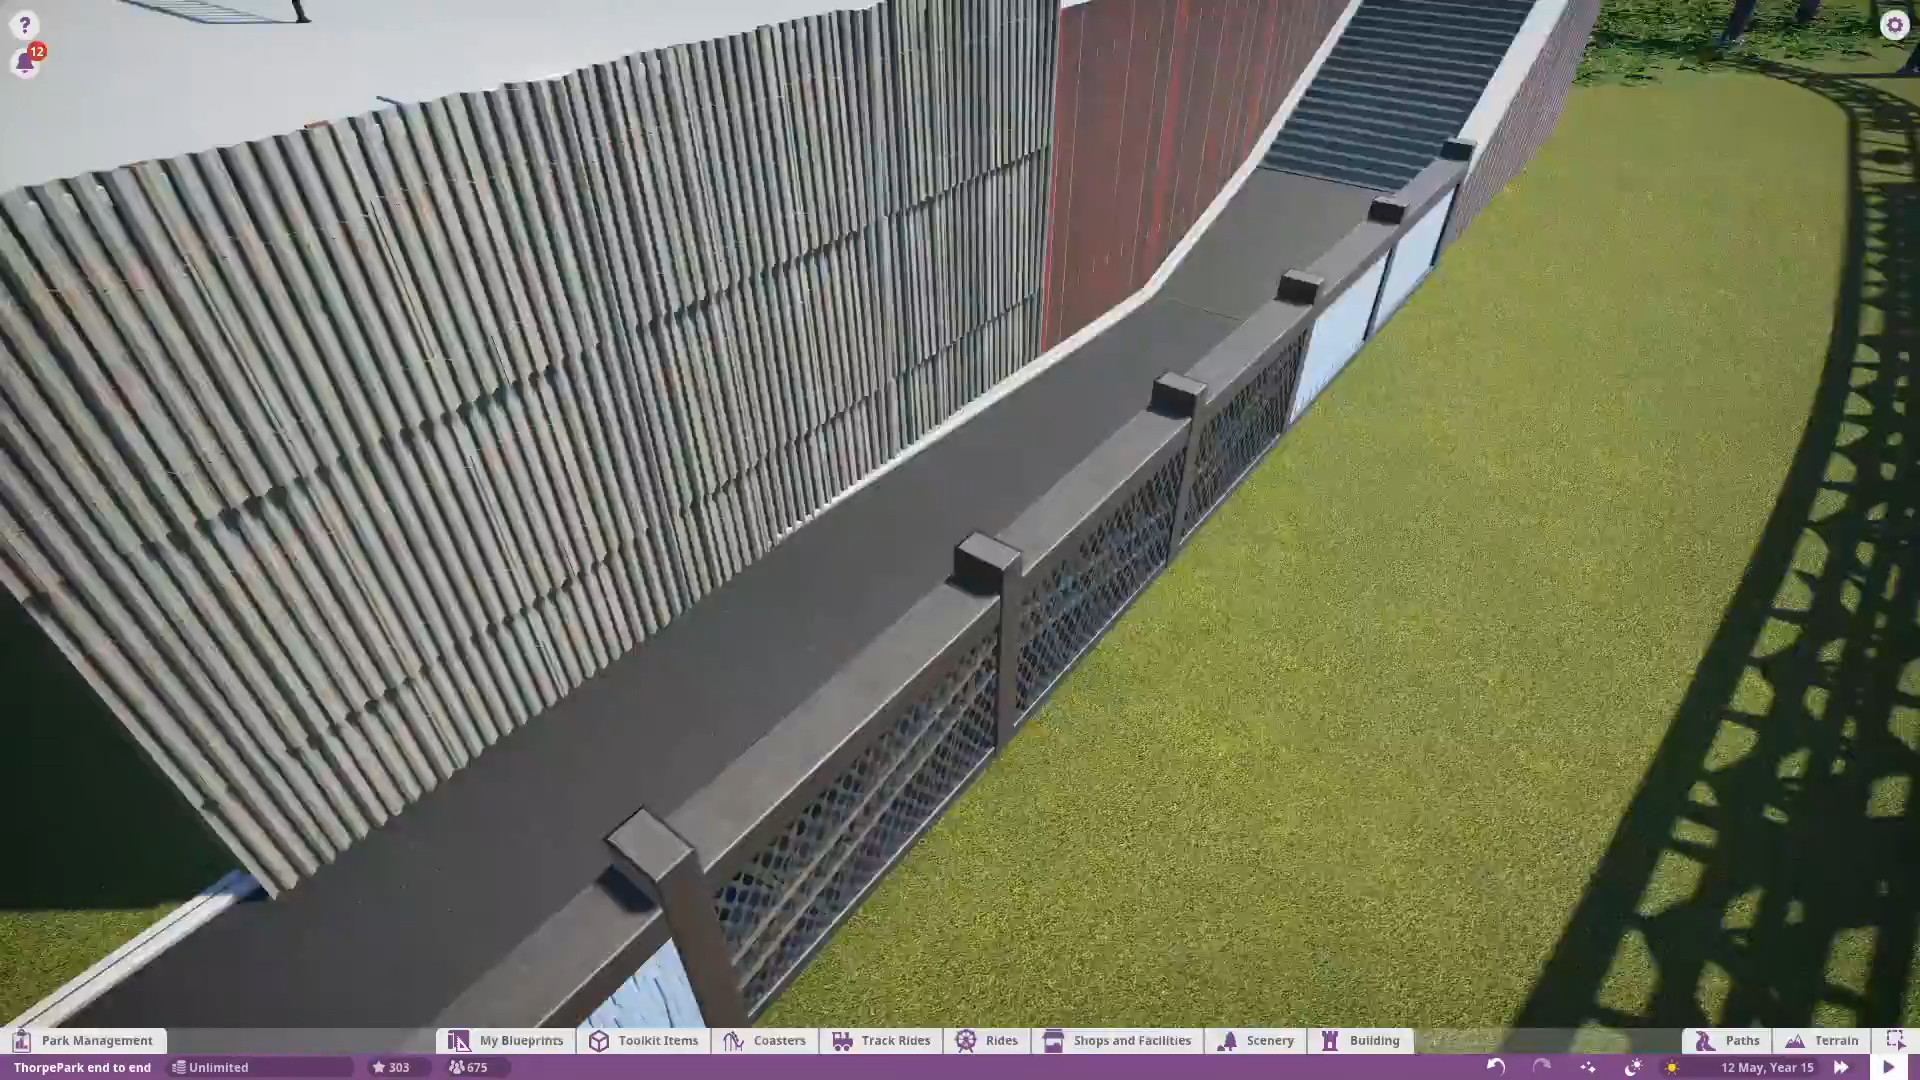 ?
12
Park Management
My Blueprints
Toolkit Items
Coasters
Track Rides
Rides
Shops and Facilities
Scenery
Building
Paths
Terrain
ThorpePark end to end
Unlimited
303
675
12 May, Year 15